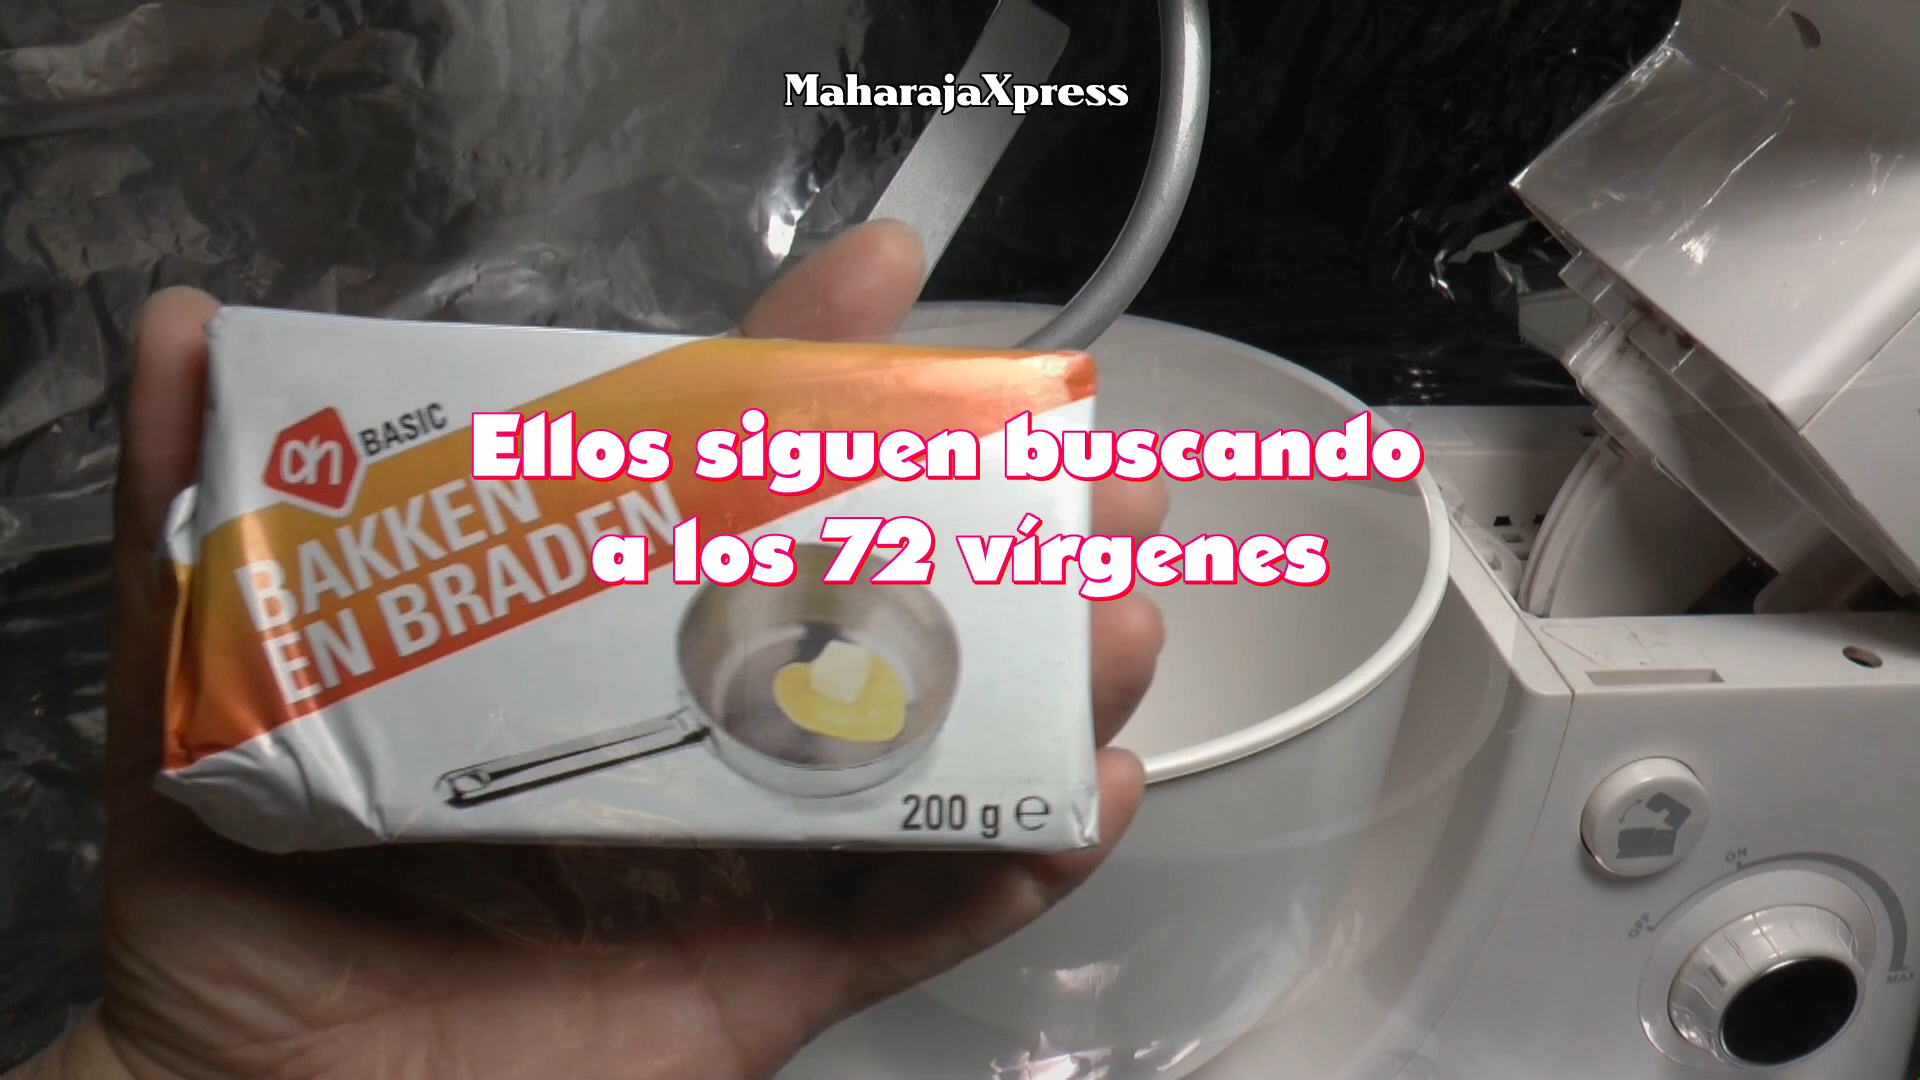 MaharajaXpress
Ellos siguen buscando
a los 72 vírgenes
ah BASIC
BAKKEN
EN BRADEN
200 g ℮
ON
OFF
MAX